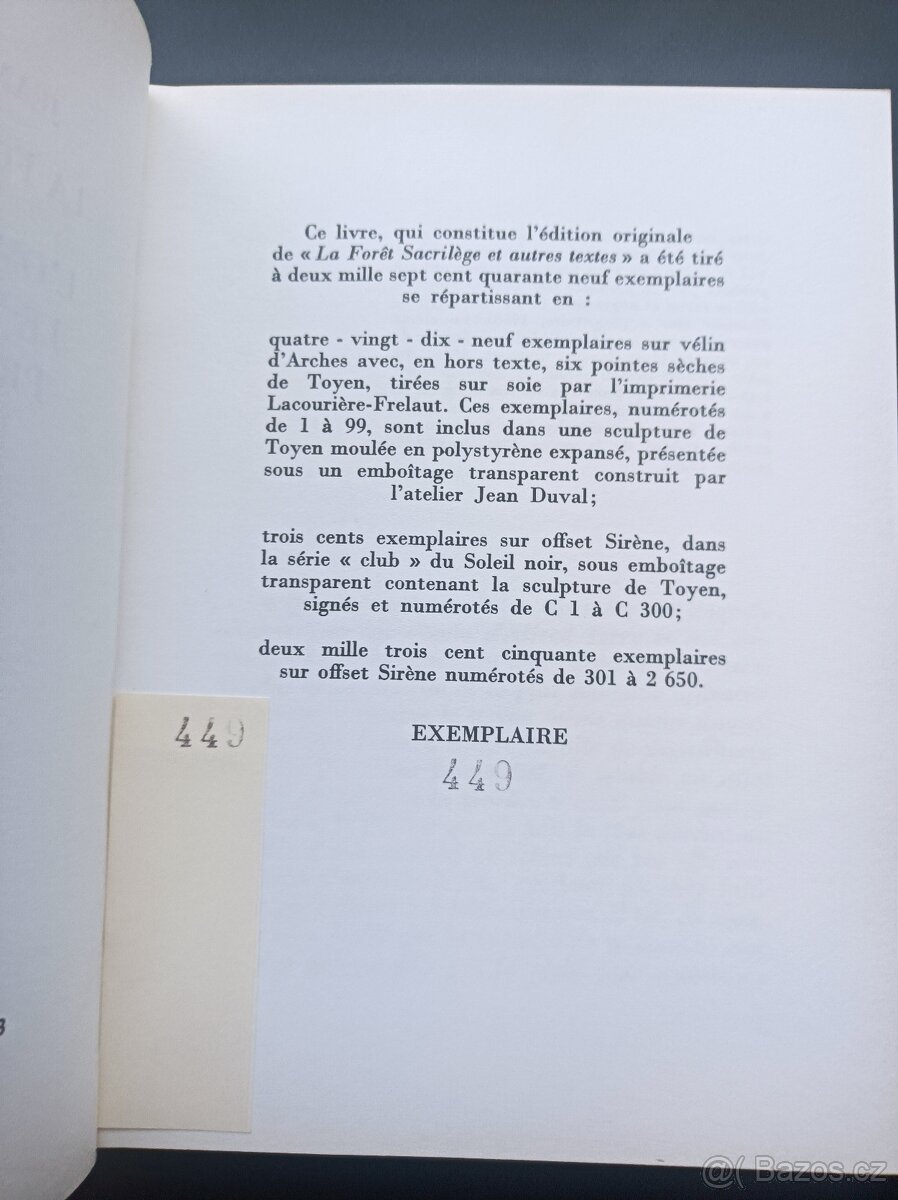 Ce livre, qui constitue l'édition originale
de « La Forêt Sacrilège et autres textes » a été tiré
à deux mille sept cent quarante neuf exemplaires
se répartissant en :
quatre - vingt - dix - neuf exemplaires sur vélin
d'Arches avec, en hors texte, six pointes sèches
de Toyen, tirées sur soie par l'imprimerie
Lacourière-Frelaut. Ces exemplaires, numérotés
de 1 à 99, sont inclus dans une sculpture de
Toyen moulée en polystyrène expansé, présentée
sous un emboîtage transparent construit par
l'atelier Jean Duval;
trois cents exemplaires sur offset Sirène, dans
la série « club » du Soleil noir, sous emboîtage
transparent contenant la sculpture de Toyen,
signés et numérotés de C 1 à C 300;
deux mille trois cent cinquante exemplaires
sur offset Sirène numérotés de 301 à 2 650.
EXEMPLAIRE
449
449
3
@( Bazos.cz